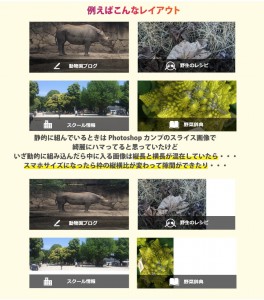 例えばこんなレイアウト
動物園ブログ
野生のレシピ
スクール情報
野菜辞典
静的に組んでいるときは Photoshop カンプのスライス画像で
綺麗にハマってると思っていたけど
いざ動的に組み込んだら中に入る画像は縦長と横長が混在していたら・・・
スマホサイズになったら枠の縦横比が変わって隙間ができたり・・・
動物園ブログ
野生のレシピ
スクール情報
野菜辞典